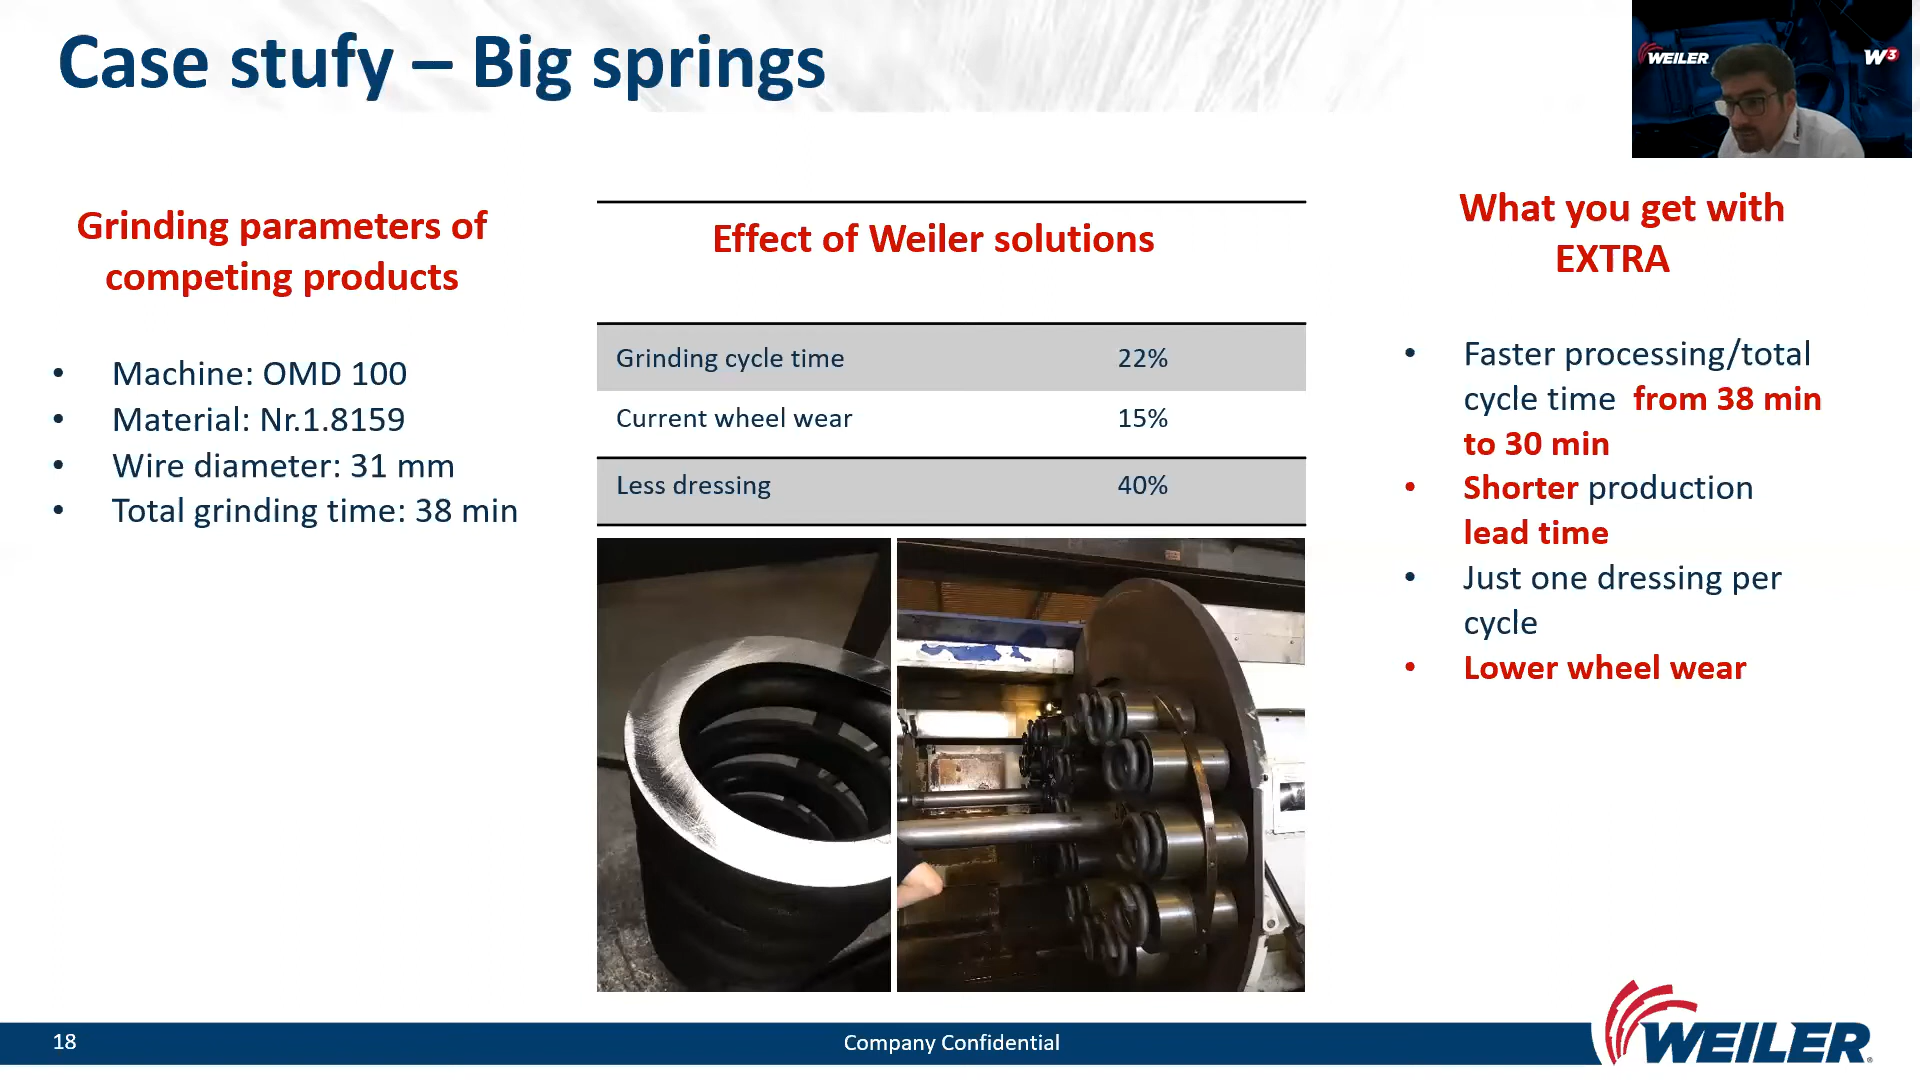 Case stufy – Big springs
WEILER
W3
Grinding parameters of
competing products
• Machine: OMD 100
• Material: Nr.1.8159
• Wire diameter: 31 mm
• Total grinding time: 38 min
Effect of Weiler solutions
Grinding cycle time 22%
Current wheel wear 15%
Less dressing 40%
What you get with
EXTRA
• Faster processing/total
cycle time from 38 min
to 30 min
• Shorter production
lead time
• Just one dressing per
cycle
• Lower wheel wear
18
Company Confidential
WEILER